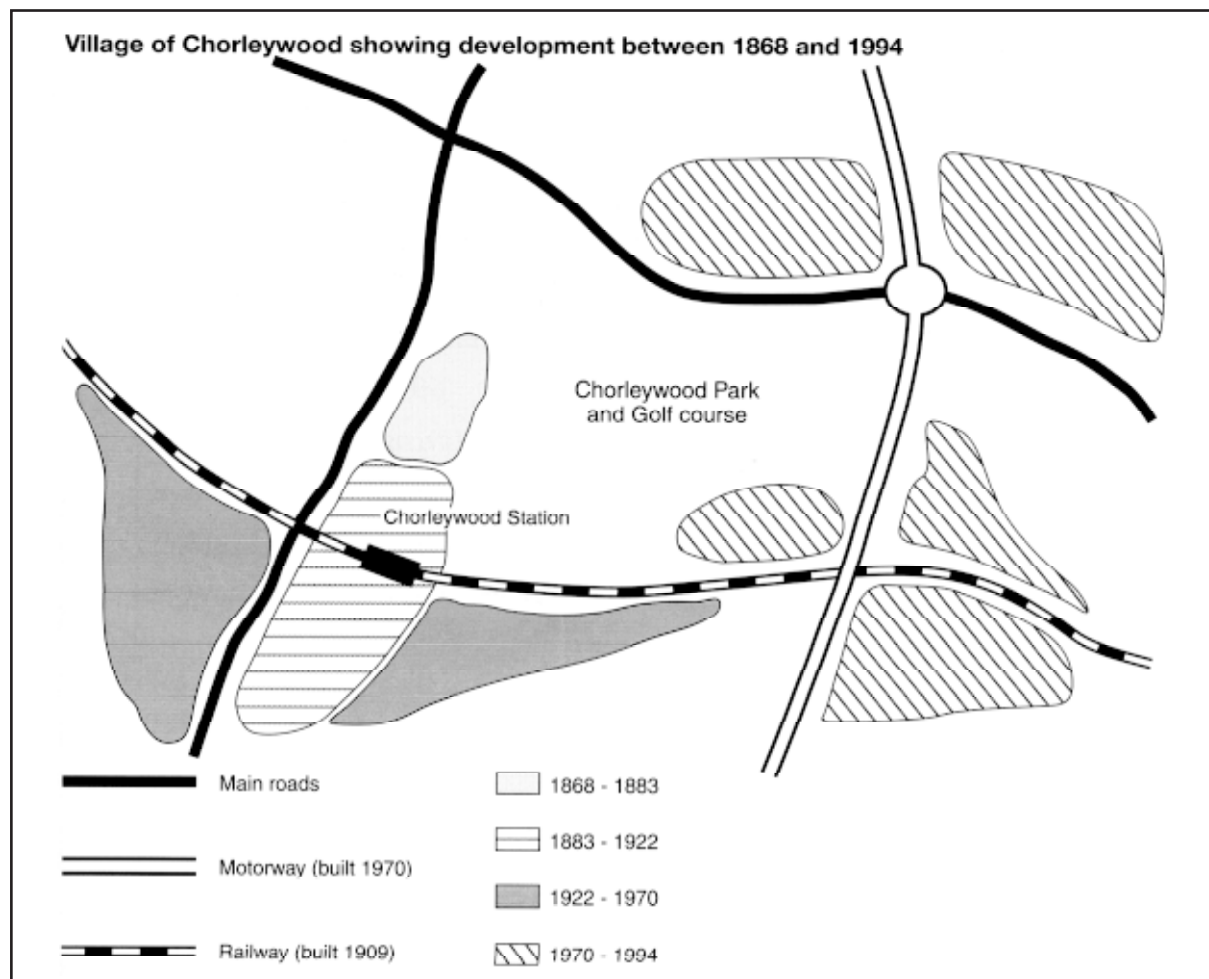 Village of Chorleywood showing development between 1868 and 1994
Chorleywood Park
and Golf course
Chorleywood Station
Main roads
Motorway (built 1970)
Railway (built 1909)
1868 - 1883
1883 - 1922
1922 - 1970
1970 - 1994